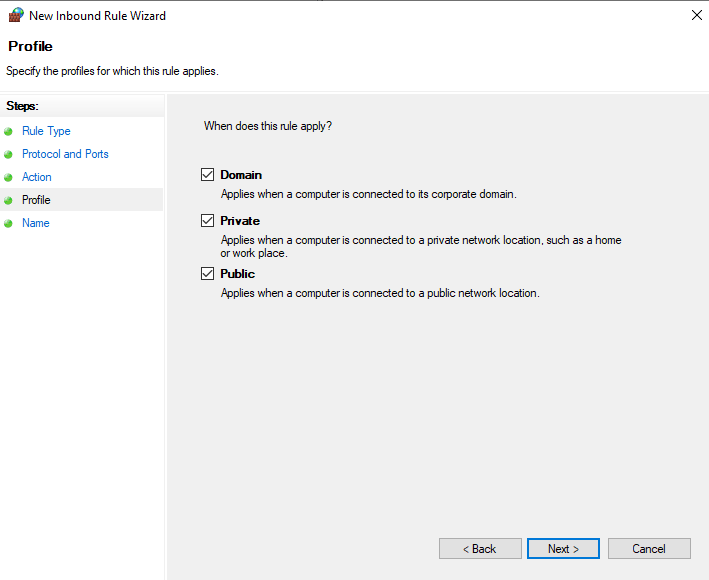 New Inbound Rule Wizard
Profile
Specify the profiles for which this rule applies.
Steps:
Rule Type
Protocol and Ports
Action
Profile
Name
When does this rule apply?
Domain
Applies when a computer is connected to its corporate domain.
Private
Applies when a computer is connected to a private network location, such as a home
or work place.
Public
Applies when a computer is connected to a public network location.
< Back
Next >
Cancel